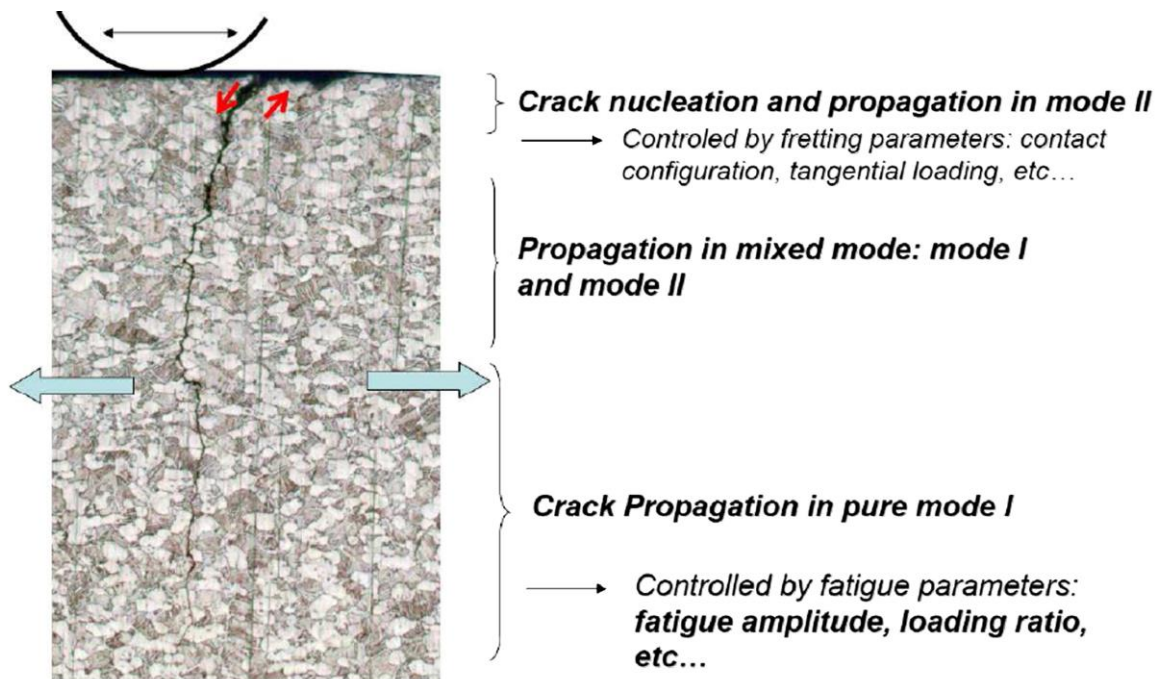 Crack nucleation and propagation in mode II
Controled by fretting parameters: contact
configuration, tangential loading, etc…
Propagation in mixed mode: mode I
and mode II
Crack Propagation in pure mode I
Controlled by fatigue parameters:
fatigue amplitude, loading ratio,
etc…